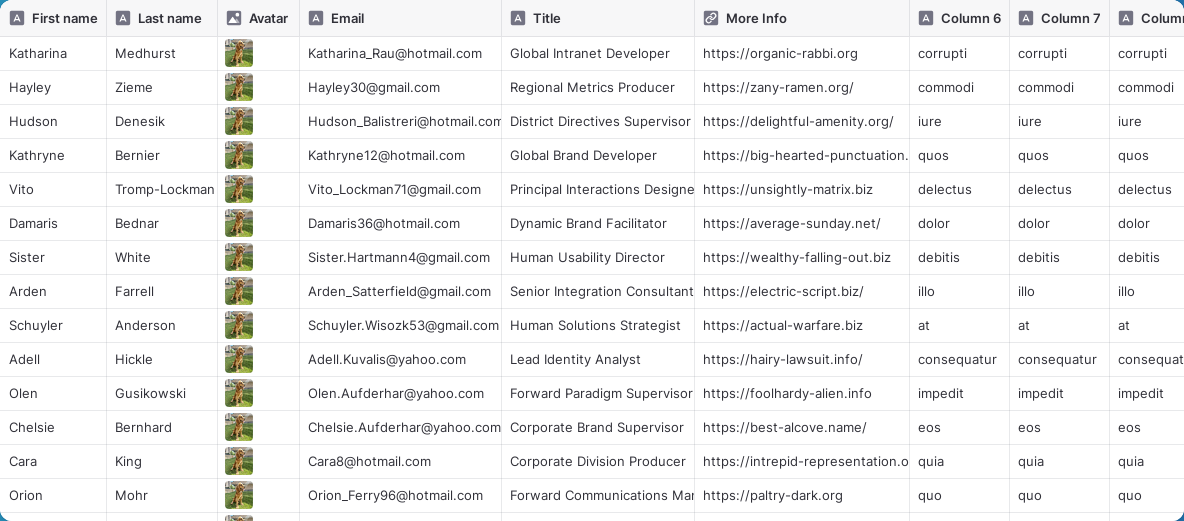 First name Last name Avatar Email Title More Info Column 6 Column 7 Colum
Katharina Medhurst Katharina_Rau@hotmail.com Global Intranet Developer https://organic-rabbi.org corrupti corrupti corrupti
Hayley Zieme Hayley30@gmail.com Regional Metrics Producer https://zany-ramen.org/ commodi commodi commodi
Hudson Denesik Hudson_Balistreri@hotmail.com District Directives Supervisor https://delightful-amenity.org/ iure iure iure
Kathryne Bernier Kathryne12@hotmail.com Global Brand Developer https://big-hearted-punctuation. quos quos quos
Vito Tromp-Lockman Vito_Lockman71@gmail.com Principal Interactions Designe https://unsightly-matrix.biz delectus delectus delectus
Damaris Bednar Damaris36@hotmail.com Dynamic Brand Facilitator https://average-sunday.net/ dolor dolor dolor
Sister White Sister.Hartmann4@gmail.com Human Usability Director https://wealthy-falling-out.biz debitis debitis debitis
Arden Farrell Arden_Satterfield@gmail.com Senior Integration Consultant https://electric-script.biz/ illo illo illo
Schuyler Anderson Schuyler.Wisozk53@gmail.com Human Solutions Strategist https://actual-warfare.biz at at at
Adell Hickle Adell.Kuvalis@yahoo.com Lead Identity Analyst https://hairy-lawsuit.info/ consequatur consequatur consequat
Olen Gusikowski Olen.Aufderhar@yahoo.com Forward Paradigm Supervisor https://foolhardy-alien.info impedit impedit impedit
Chelsie Bernhard Chelsie.Aufderhar@yahoo.com Corporate Brand Supervisor https://best-alcove.name/ eos eos eos
Cara King Cara8@hotmail.com Corporate Division Producer https://intrepid-representation.o quia quia quia
Orion Mohr Orion_Ferry96@hotmail.com Forward Communications Mar https://paltry-dark.org quo quo quo